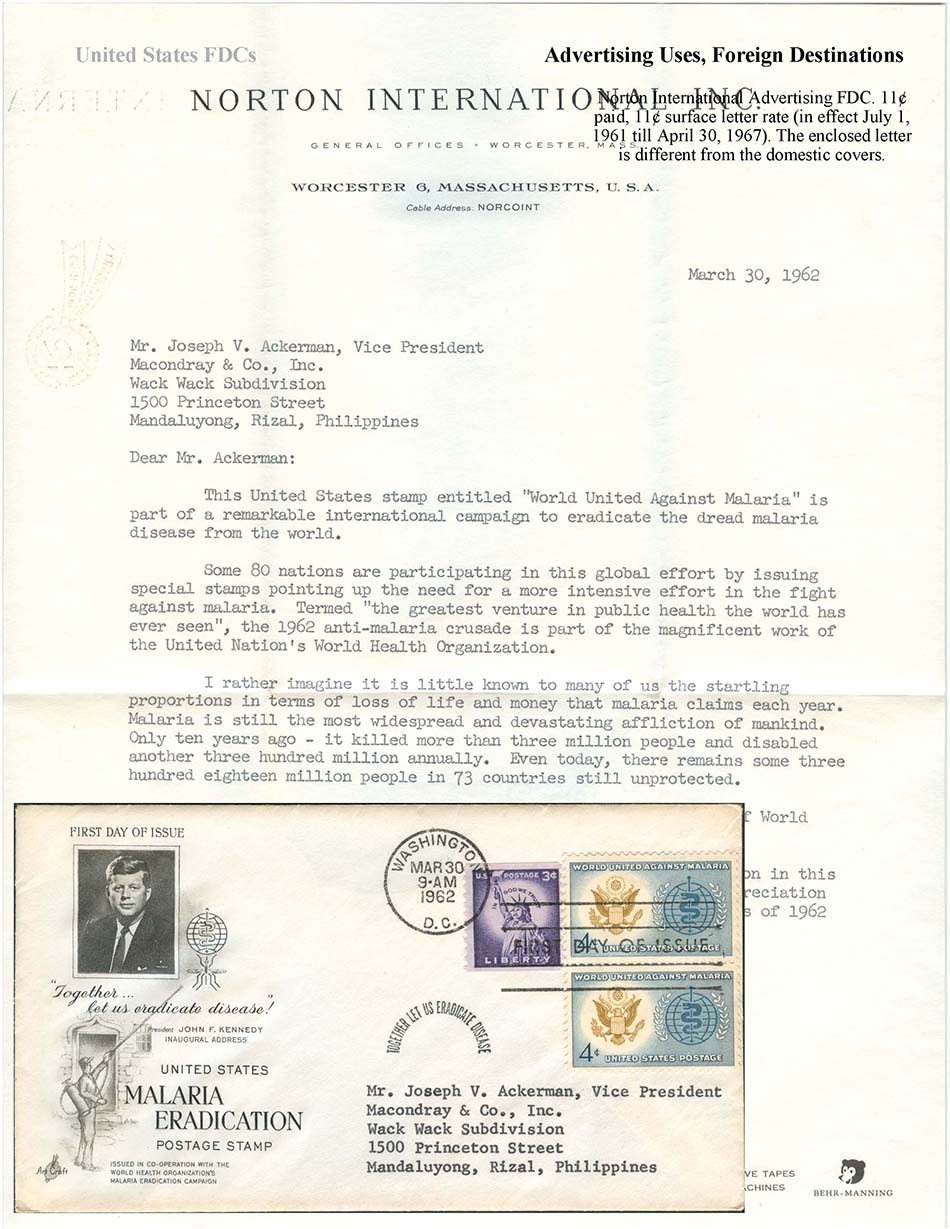 United States FDCs
Advertising Uses, Foreign Destinations
NORTON INTERNATIONAL INC.
Norton International Advertising FDC. 11¢
paid, 11¢ surface letter rate (in effect July 1,
1961 till April 30, 1967). The enclosed letter
is different from the domestic covers.
GENERAL OFFICES • WORCESTER, MASS.
WORCESTER 6, MASSACHUSETTS, U. S. A.
Cable Address: NORCOINT
March 30, 1962
Mr. Joseph V. Ackerman, Vice President
Macondray & Co., Inc.
Wack Wack Subdivision
1500 Princeton Street
Mandaluyong, Rizal, Philippines
Dear Mr. Ackerman:
This United States stamp entitled "World United Against Malaria" is
part of a remarkable international campaign to eradicate the dread malaria
disease from the world.
Some 80 nations are participating in this global effort by issuing
special stamps pointing up the need for a more intensive effort in the fight
against malaria. Termed "the greatest venture in public health the world has
ever seen", the 1962 anti-malaria crusade is part of the magnificent work of
the United Nation's World Health Organization.
I rather imagine it is little known to many of us the startling
proportions in terms of loss of life and money that malaria claims each year.
Malaria is still the most widespread and devastating affliction of mankind.
Only ten years ago - it killed more than three million people and disabled
another three hundred million annually. Even today, there remains some three
hundred eighteen million people in 73 countries still unprotected.
f World
on in this
reciation
s of 1962
FIRST DAY OF ISSUE
"Together ...
let us eradicate disease"!
President JOHN F. KENNEDY
INAUGURAL ADDRESS
UNITED STATES
MALARIA
ERADICATION
POSTAGE STAMP
ISSUED IN CO-OPERATION WITH THE
WORLD HEALTH ORGANIZATION'S
MALARIA ERADICATION CAMPAIGN
Art Craft
WASHINGTON
MAR 30
9-AM
1962
D.C.
U.S. POSTAGE 3¢
IN GOD WE TRUST
LIBERTY
WORLD UNITED AGAINST MALARIA
4¢ UNITED STATES POSTAGE
FIRST DAY OF ISSUE
WORLD UNITED AGAINST MALARIA
4¢ UNITED STATES POSTAGE
TOGETHER LET US ERADICATE DISEASE
Mr. Joseph V. Ackerman, Vice President
Macondray & Co., Inc.
Wack Wack Subdivision
1500 Princeton Street
Mandaluyong, Rizal, Philippines
VE TAPES
ACHINES
BEHR-MANNING